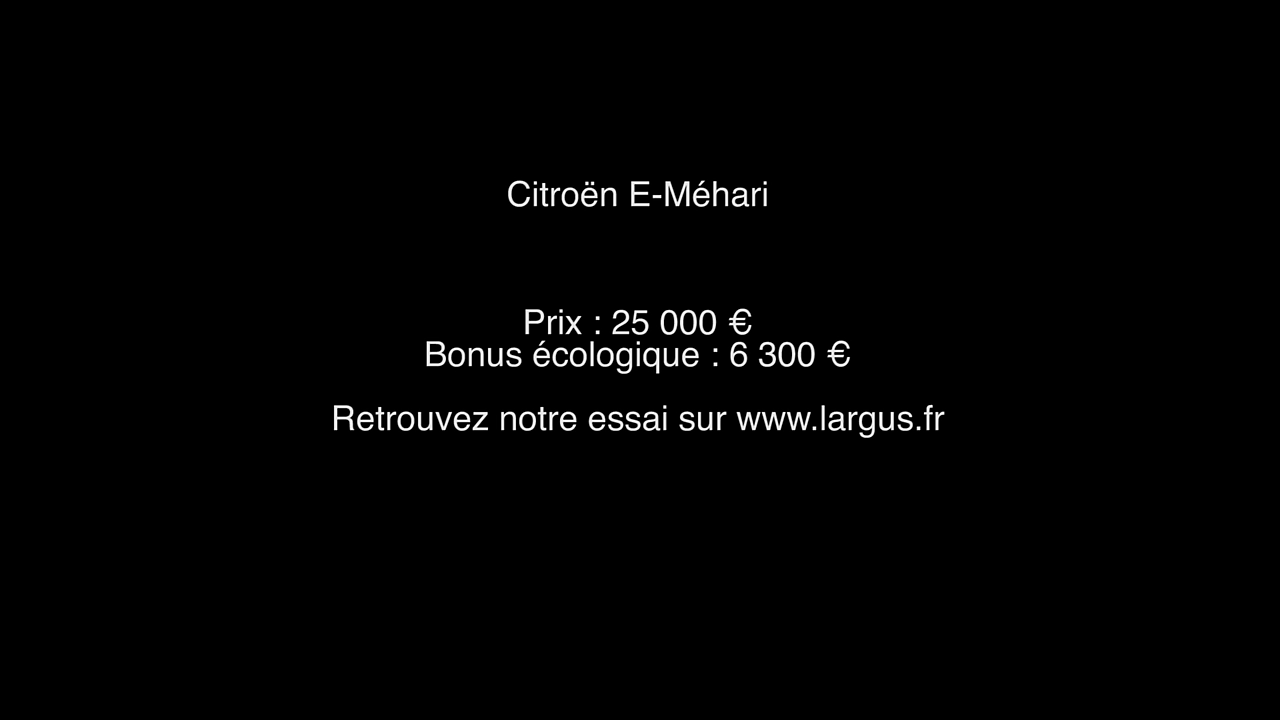 Citroën E-Méhari
Prix : 25 000 €
Bonus écologique : 6 300 €
Retrouvez notre essai sur www.largus.fr